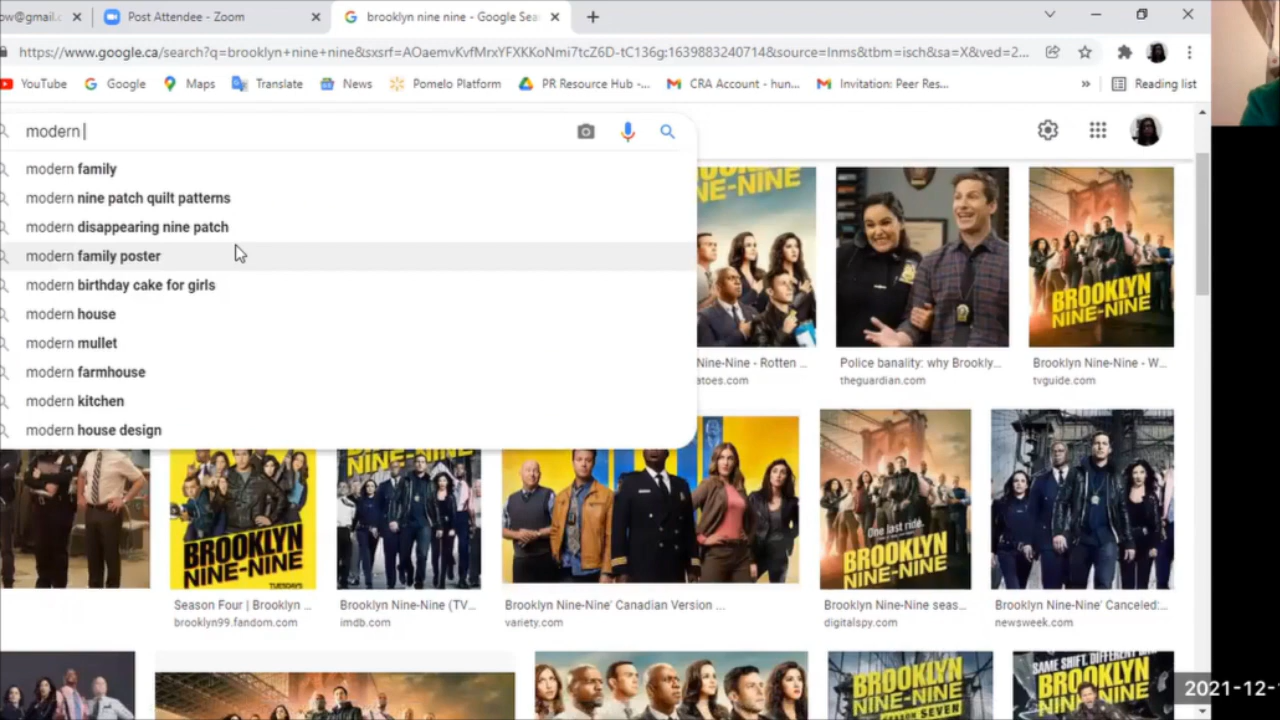 ow@gmail.c
Post Attendee - Zoom
brooklyn nine nine - Google Sea
https://www.google.ca/search?q=brooklyn+nine+nine&sxsrf=AOaemvKvfMrxYFXKKoNmi7tcZ6D-tC136g:1639883240714&source=lnms&tbm=isch&sa=X&ved=2...
YouTube
Google
Maps
Translate
News
Pomelo Platform
PR Resource Hub -...
CRA Account - hun...
Invitation: Peer Res...
»
Reading list
modern
modern family
modern nine patch quilt patterns
modern disappearing nine patch
modern family poster
modern birthday cake for girls
modern house
modern mullet
modern farmhouse
modern kitchen
modern house design
NE-NINE
BROOKLYN
NINE-NINE
Nine-Nine - Rotten ...
atoes.com
Police banality: why Brookly...
theguardian.com
Brooklyn Nine-Nine - W...
tvguide.com
BROOKLYN
NINE-NINE
TUESDAYS
NINE-NINE
One last ride.
BROOKLYN
NINE-NINE
Season Four | Brooklyn ...
brooklyn99.fandom.com
Brooklyn Nine-Nine (TV...
imdb.com
Brooklyn Nine-Nine' Canadian Version ...
variety.com
Brooklyn Nine-Nine seas...
digitalspy.com
Brooklyn Nine-Nine' Canceled:...
newsweek.com
BROOKLYN
NINE-NINE
SEASON SEVEN
SAME SHIFT. DIFFERENT
BROOKLYN
NINE-NINE
2021-12-